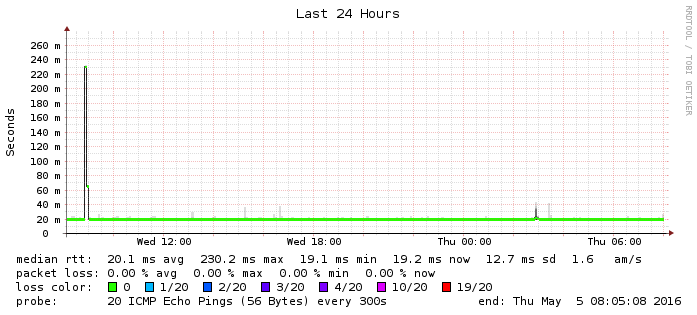 Last 24 Hours
RRDTOOL / TOBI OETIKER
Seconds
260 m
240 m
220 m
200 m
180 m
160 m
140 m
120 m
100 m
80 m
60 m
40 m
20 m
0
Wed 12:00 Wed 18:00 Thu 00:00 Thu 06:00
median rtt: 20.1 ms avg 230.2 ms max 19.1 ms min 19.2 ms now 12.7 ms sd 1.6 am/s
packet loss: 0.00 % avg 0.00 % max 0.00 % min 0.00 % now
loss color: 0 1/20 2/20 3/20 4/20 10/20 19/20
probe: 20 ICMP Echo Pings (56 Bytes) every 300s end: Thu May 5 08:05:08 2016